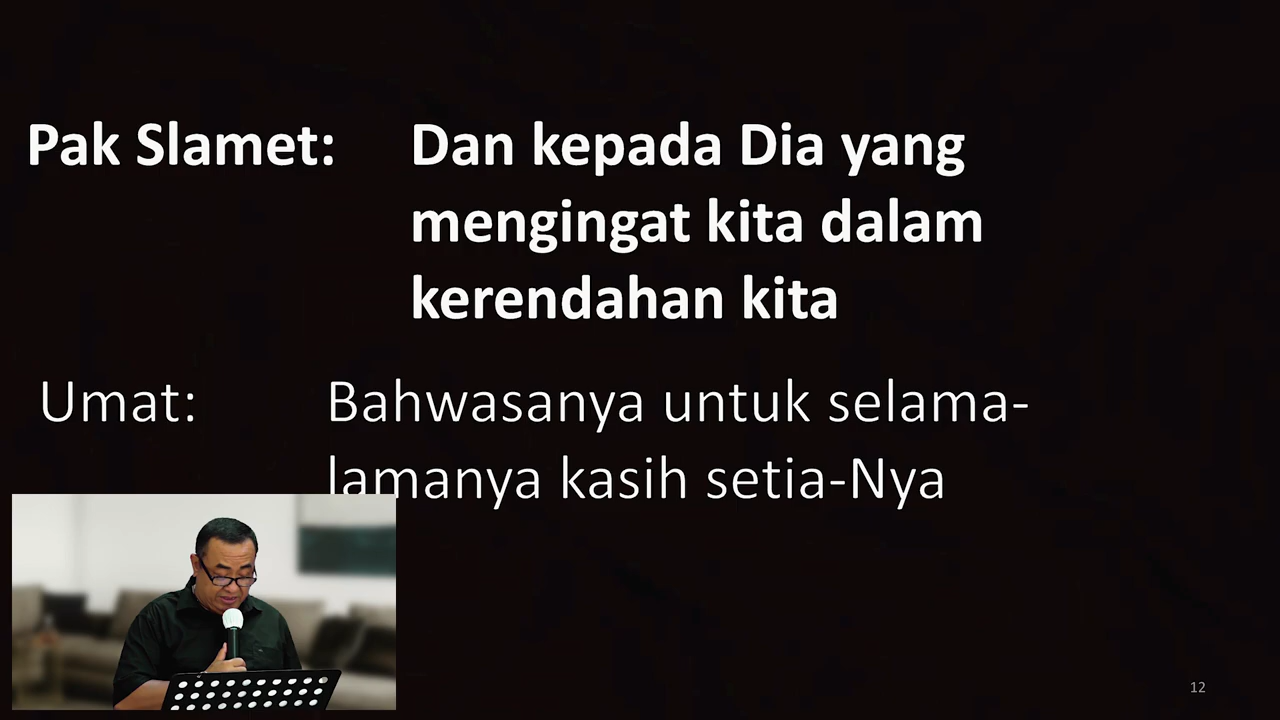 Pak Slamet: Dan kepada Dia yang
mengingat kita dalam
kerendahan kita
Umat: Bahwasanya untuk selama-
lamanya kasih setia-Nya
12